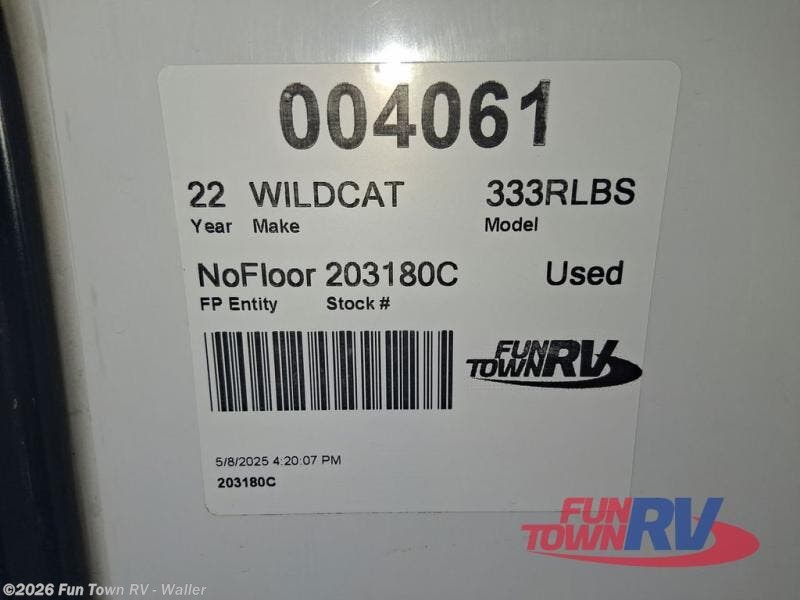 004061
22 WILDCAT 333RLBS
Year Make Model
NoFloor 203180C Used
FP Entity Stock #
FUN
TOWN RV
5/8/2025 4:20:07 PM
203180C
FUN
TOWN RV
©2026 Fun Town RV - Waller